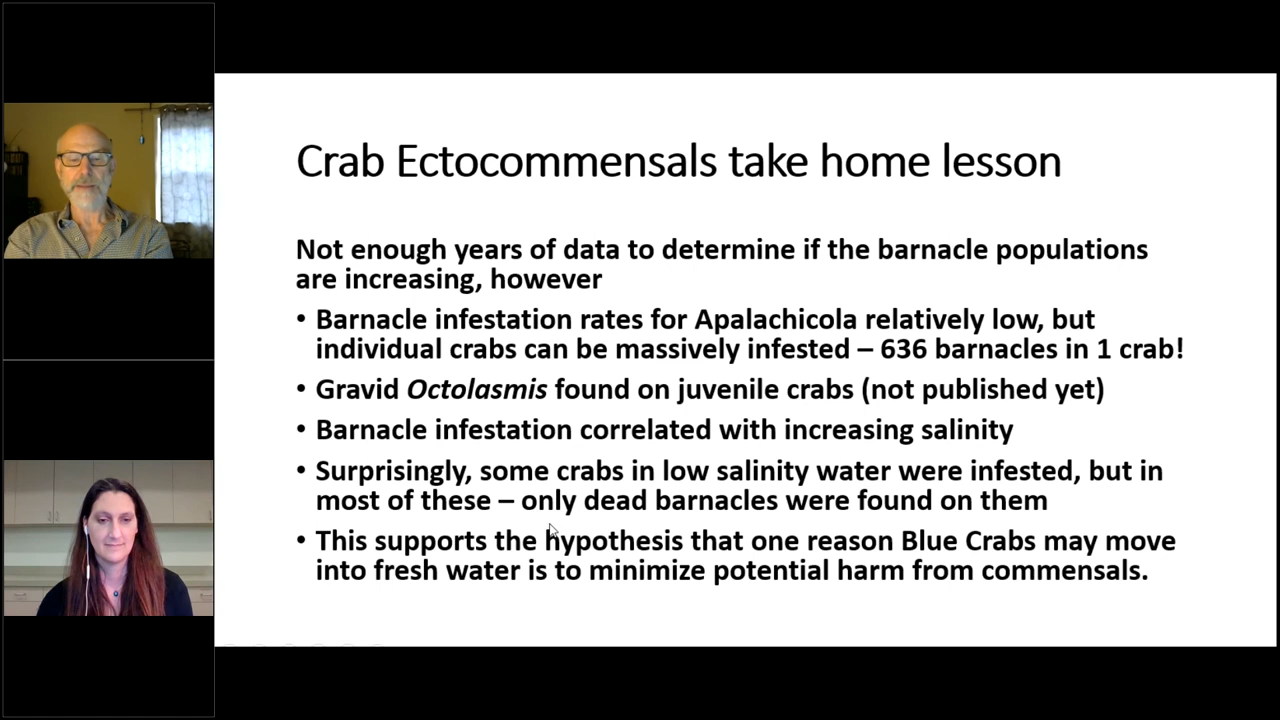 Crab Ectocommensals take home lesson
Not enough years of data to determine if the barnacle populations
are increasing, however
• Barnacle infestation rates for Apalachicola relatively low, but
individual crabs can be massively infested – 636 barnacles in 1 crab!
• Gravid Octolasmis found on juvenile crabs (not published yet)
• Barnacle infestation correlated with increasing salinity
• Surprisingly, some crabs in low salinity water were infested, but in
most of these – only dead barnacles were found on them
• This supports the hypothesis that one reason Blue Crabs may move
into fresh water is to minimize potential harm from commensals.